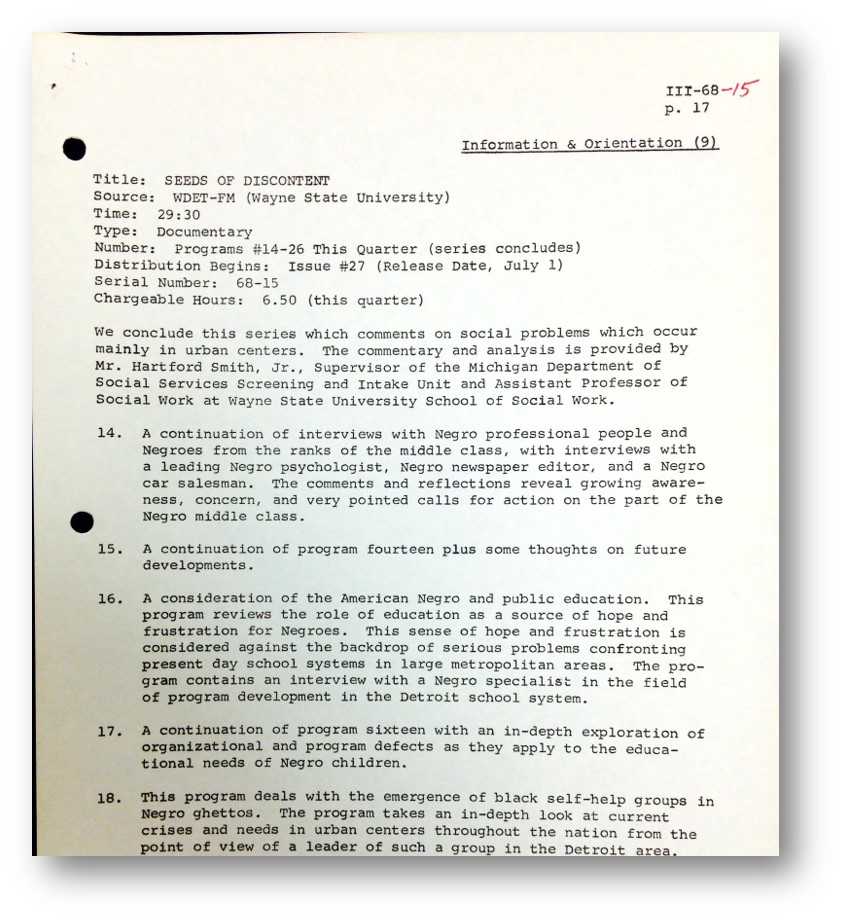 III-68-15
p. 17
Information & Orientation (9)
Title: SEEDS OF DISCONTENT
Source: WDET-FM (Wayne State University)
Time: 29:30
Type: Documentary
Number: Programs #14-26 This Quarter (series concludes)
Distribution Begins: Issue #27 (Release Date, July 1)
Serial Number: 68-15
Chargeable Hours: 6.50 (this quarter)
We conclude this series which comments on social problems which occur
mainly in urban centers. The commentary and analysis is provided by
Mr. Hartford Smith, Jr., Supervisor of the Michigan Department of
Social Services Screening and Intake Unit and Assistant Professor of
Social Work at Wayne State University School of Social Work.
14. A continuation of interviews with Negro professional people and
Negroes from the ranks of the middle class, with interviews with
a leading Negro psychologist, Negro newspaper editor, and a Negro
car salesman. The comments and reflections reveal growing aware-
ness, concern, and very pointed calls for action on the part of the
Negro middle class.
15. A continuation of program fourteen plus some thoughts on future
developments.
16. A consideration of the American Negro and public education. This
program reviews the role of education as a source of hope and
frustration for Negroes. This sense of hope and frustration is
considered against the backdrop of serious problems confronting
present day school systems in large metropolitan areas. The pro-
gram contains an interview with a Negro specialist in the field
of program development in the Detroit school system.
17. A continuation of program sixteen with an in-depth exploration of
organizational and program defects as they apply to the educa-
tional needs of Negro children.
18. This program deals with the emergence of black self-help groups in
Negro ghettos. The program takes an in-depth look at current
crises and needs in urban centers throughout the nation from the
point of view of a leader of such a group in the Detroit area.